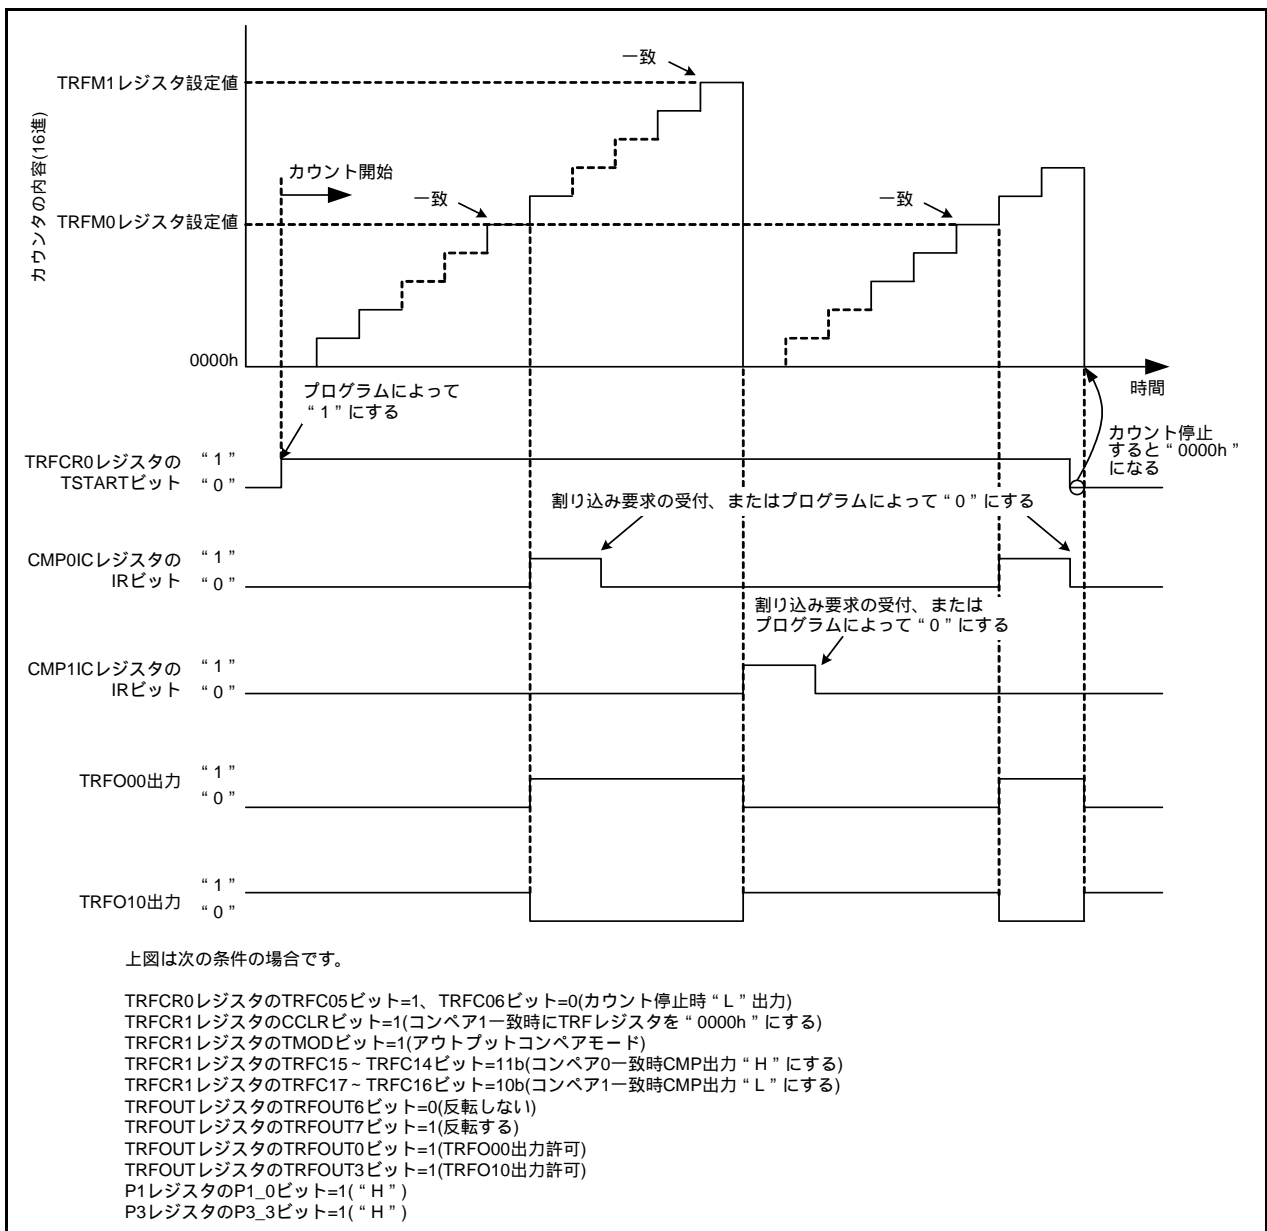 一致
TRFM1レジスタ設定値
カウンタの内容(16進)
カウント開始
一致
一致
TRFM0レジスタ設定値
0000h
時間
プログラムによって
“ 1 ” にする
カウント停止
すると “ 0000h ”
になる
TRFCR0レジスタの “ 1 ”
TSTARTビット “ 0 ”
割り込み要求の受付、またはプログラムによって “ 0 ” にする
CMP0ICレジスタの “ 1 ”
IRビット “ 0 ”
割り込み要求の受付、または
プログラムによって “ 0 ” にする
CMP1ICレジスタの “ 1 ”
IRビット “ 0 ”
TRFO00出力 “ 1 ”
“ 0 ”
TRFO10出力 “ 1 ”
“ 0 ”
上図は次の条件の場合です。
TRFCR0レジスタのTRFC05ビット=1、TRFC06ビット=0(カウント停止時 “ L ” 出力)
TRFCR1レジスタのCCLRビット=1(コンペア1一致時にTRFレジスタを “ 0000h ” にする)
TRFCR1レジスタのTMODビット=1(アウトプットコンペアモード)
TRFCR1レジスタのTRFC15~TRFC14ビット=11b(コンペア0一致時CMP出力 “ H ” にする)
TRFCR1レジスタのTRFC17~TRFC16ビット=10b(コンペア1一致時CMP出力 “ L ” にする)
TRFOUTレジスタのTRFOUT6ビット=0(反転しない)
TRFOUTレジスタのTRFOUT7ビット=1(反転する)
TRFOUTレジスタのTRFOUT0ビット=1(TRFO00出力許可)
TRFOUTレジスタのTRFOUT3ビット=1(TRFO10出力許可)
P1レジスタのP1_0ビット=1( “ H ” )
P3レジスタのP3_3ビット=1( “ H ” )